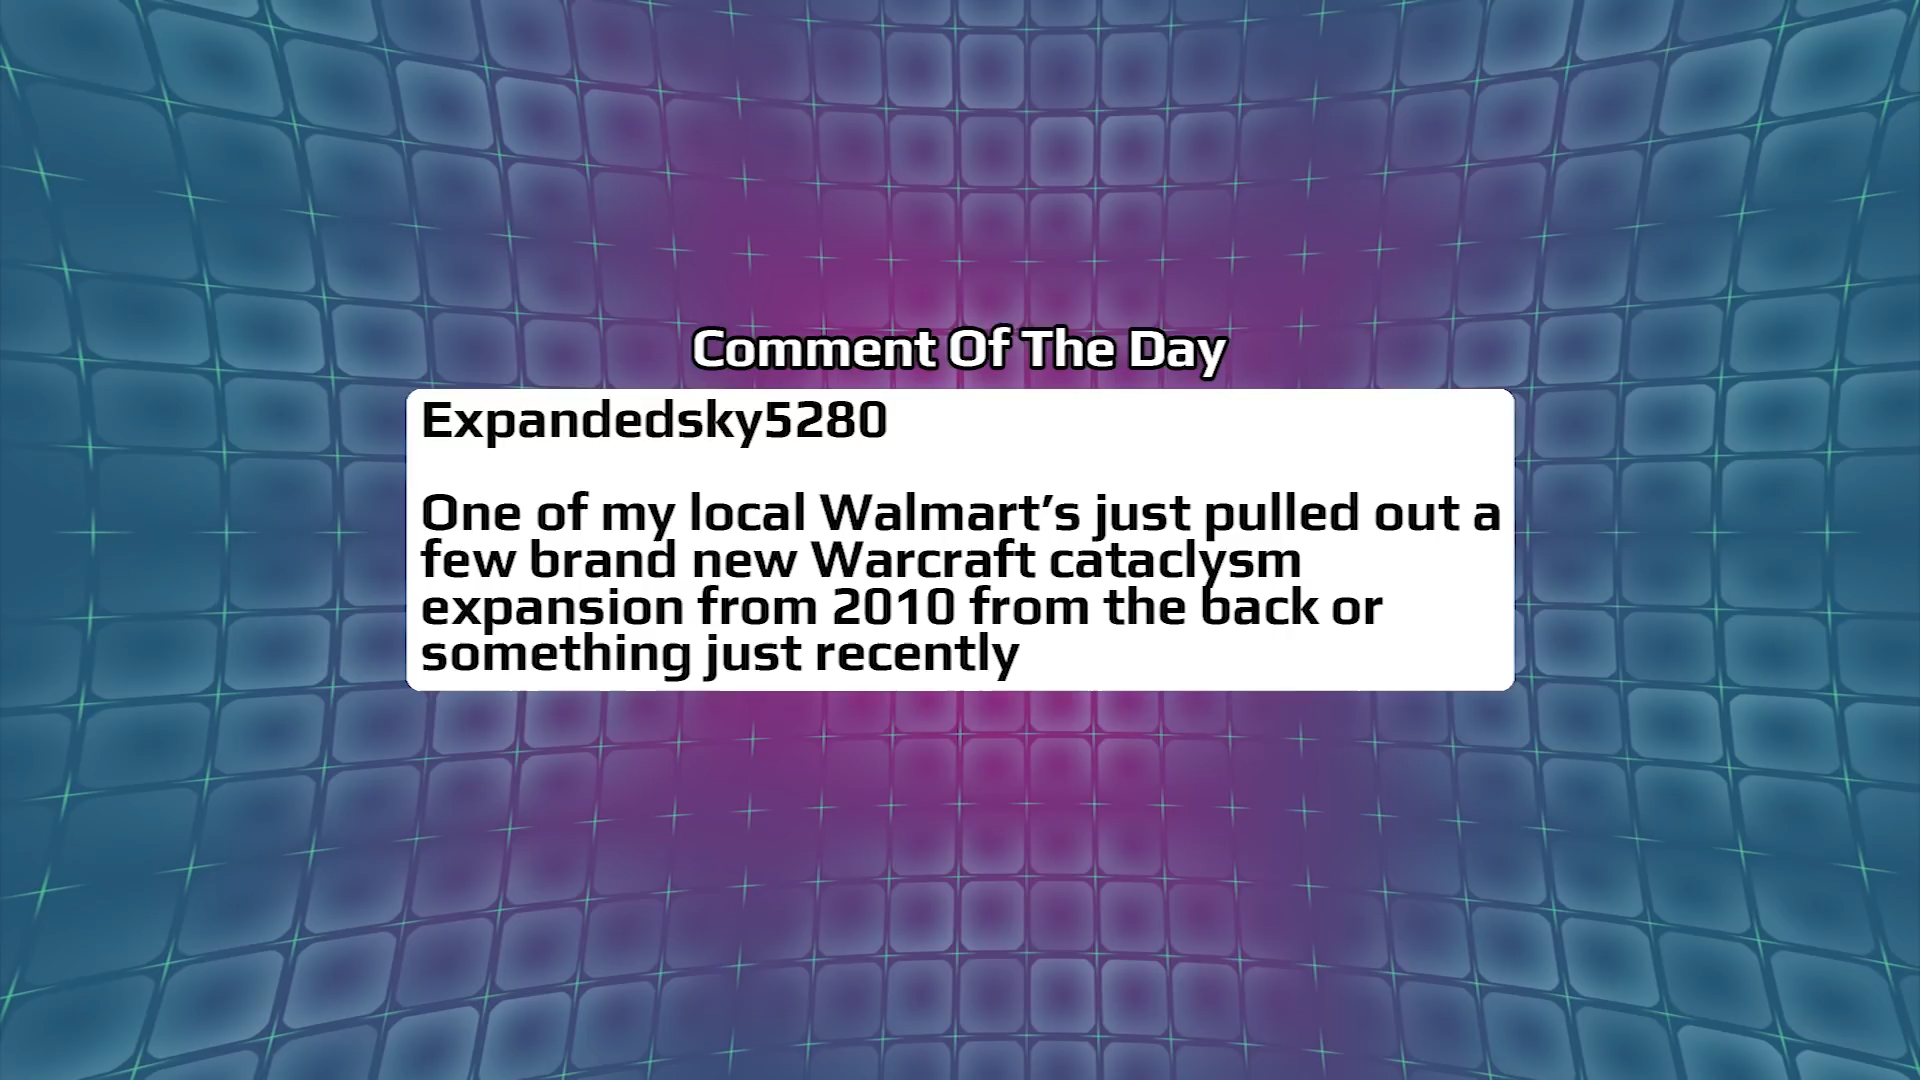 Comment Of The Day
Expandedsky5280
One of my local Walmart’s just pulled out a
few brand new Warcraft cataclysm
expansion from 2010 from the back or
something just recently